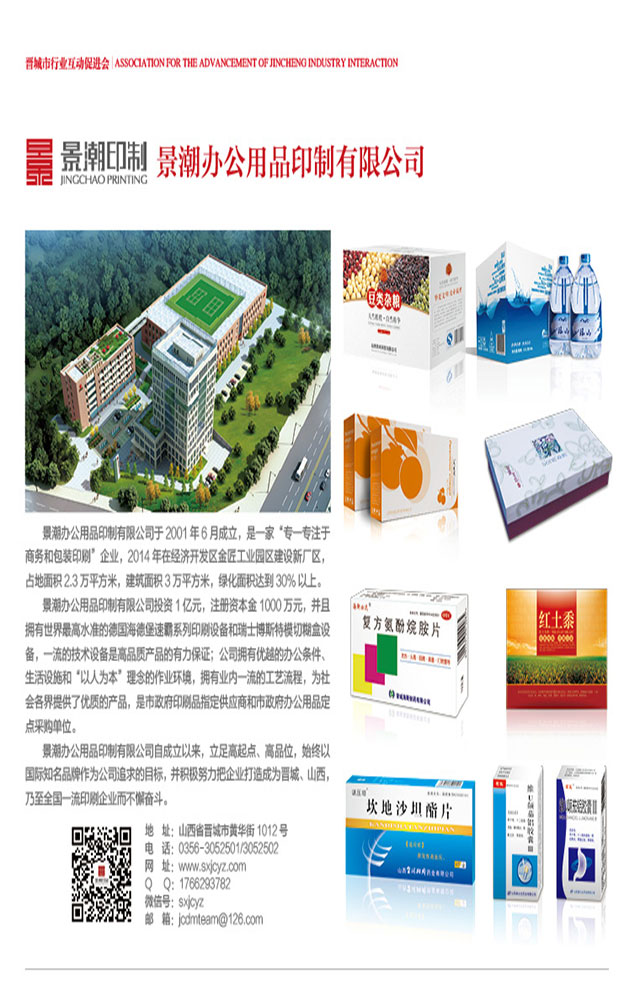 晋城市行业互动促进会 | ASSOCIATION FOR THE ADVANCEMENT OF JINCHENG INDUSTRY INTERACTION
景潮印制 景潮办公用品印制有限公司
JINGCHAO PRINTING
豆类杂粮
景潮办公用品印制有限公司于 2001 年 6 月成立，是一家“专一专注于
商务和包装印刷”企业，2014 年在经济开发区金匠工业园区建设新厂区，
占地面积 2.3 万平方米，建筑面积 3 万平方米，绿化面积达到 30% 以上。
景潮办公用品印制有限公司投资 1 亿元，注册资本金 1000 万元，并且
拥有世界最高水准的德国海德堡速霸系列印刷设备和瑞士博斯特模切糊盒设
备，一流的技术设备是高品质产品的有力保证；公司拥有优越的办公条件、
生活设施和“以人为本”理念的作业环境，拥有业内一流的工艺流程，为社
会各界提供了优质的产品，是市政府印刷品指定供应商和市政府办公用品定
点采购单位。
景潮办公用品印制有限公司自成立以来，立足高起点、高品位，始终以
国际知名品牌作为公司追求的目标，并积极努力把企业打造成为晋城、山西，
乃至全国一流印刷企业而不懈奋斗。
复方氨酚烷胺片
红土黍
坎地沙坦酯片
地 址：山西省晋城市黄华街 1012 号
电 话：0356-3052501/3052502
网 址：www.sxjcyz.com
Q Q：1766293782
微信号：sxjcyz
邮 箱：jcdmteam@126.com